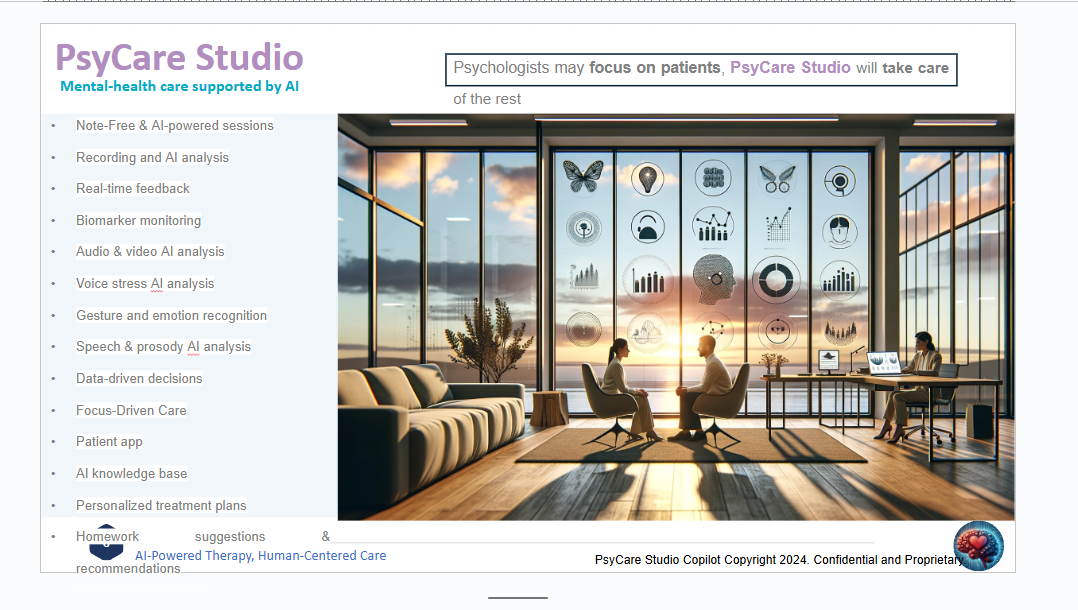 PsyCare Studio
Mental-health care supported by AI
Psychologists may focus on patients, PsyCare Studio will take care
of the rest
• Note-Free & AI-powered sessions
• Recording and AI analysis
• Real-time feedback
• Biomarker monitoring
• Audio & video AI analysis
• Voice stress AI analysis
• Gesture and emotion recognition
• Speech & prosody AI analysis
• Data-driven decisions
• Focus-Driven Care
• Patient app
• AI knowledge base
• Personalized treatment plans
• Homework suggestions &
recommendations
AI-Powered Therapy, Human-Centered Care
PsyCare Studio Copilot Copyright 2024. Confidential and Proprietary